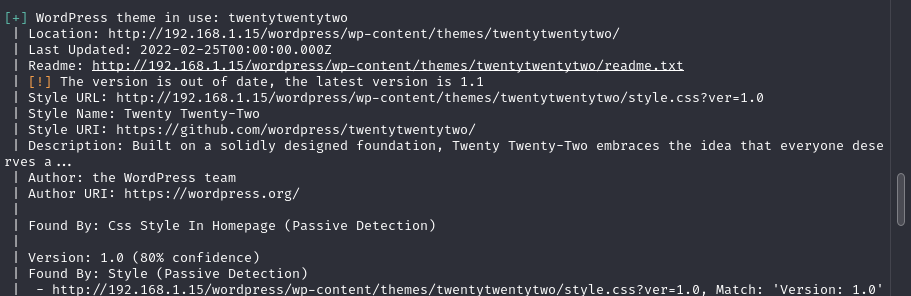 [+] WordPress theme in use: twentytwentytwo
| Location: http://192.168.1.15/wordpress/wp-content/themes/twentytwentytwo/
| Last Updated: 2022-02-25T00:00:00.000Z
| Readme: http://192.168.1.15/wordpress/wp-content/themes/twentytwentytwo/readme.txt
| [!] The version is out of date, the latest version is 1.1
| Style URL: http://192.168.1.15/wordpress/wp-content/themes/twentytwentytwo/style.css?ver=1.0
| Style Name: Twenty Twenty-Two
| Style URI: https://github.com/wordpress/twentytwentytwo/
| Description: Built on a solidly designed foundation, Twenty Twenty-Two embraces the idea that everyone dese
rves a...
| Author: the WordPress team
| Author URI: https://wordpress.org/
|
| Found By: Css Style In Homepage (Passive Detection)
|
| Version: 1.0 (80% confidence)
| Found By: Style (Passive Detection)
|  - http://192.168.1.15/wordpress/wp-content/themes/twentytwentytwo/style.css?ver=1.0, Match: 'Version: 1.0'